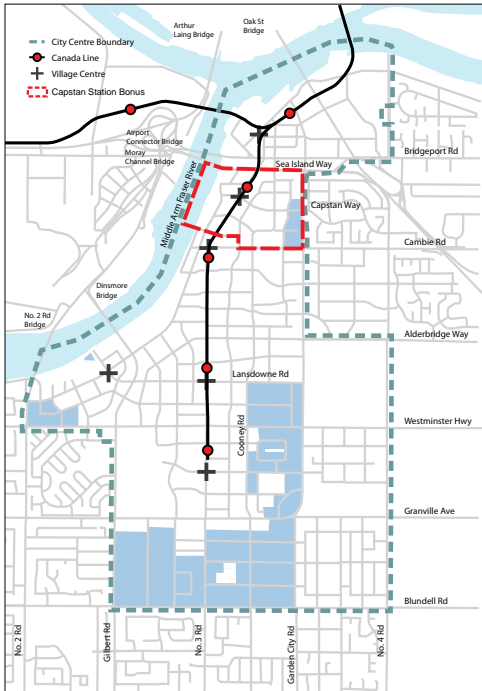 Arthur
Laing Bridge
Oak St
Bridge
City Centre Boundary
Canada Line
Village Centre
Capstan Station Bonus
Airport
Connector Bridge
Moray
Channel Bridge
Bridgeport Rd
Sea Island Way
Middle Arm Fraser River
Capstan Way
Cambie Rd
Dinsmore
Bridge
No. 2 Rd
Bridge
Alderbridge Way
Lansdowne Rd
Cooney Rd
Westminster Hwy
Granville Ave
Blundell Rd
No. 2 Rd
Gilbert Rd
No. 3 Rd
Garden City Rd
No. 4 Rd